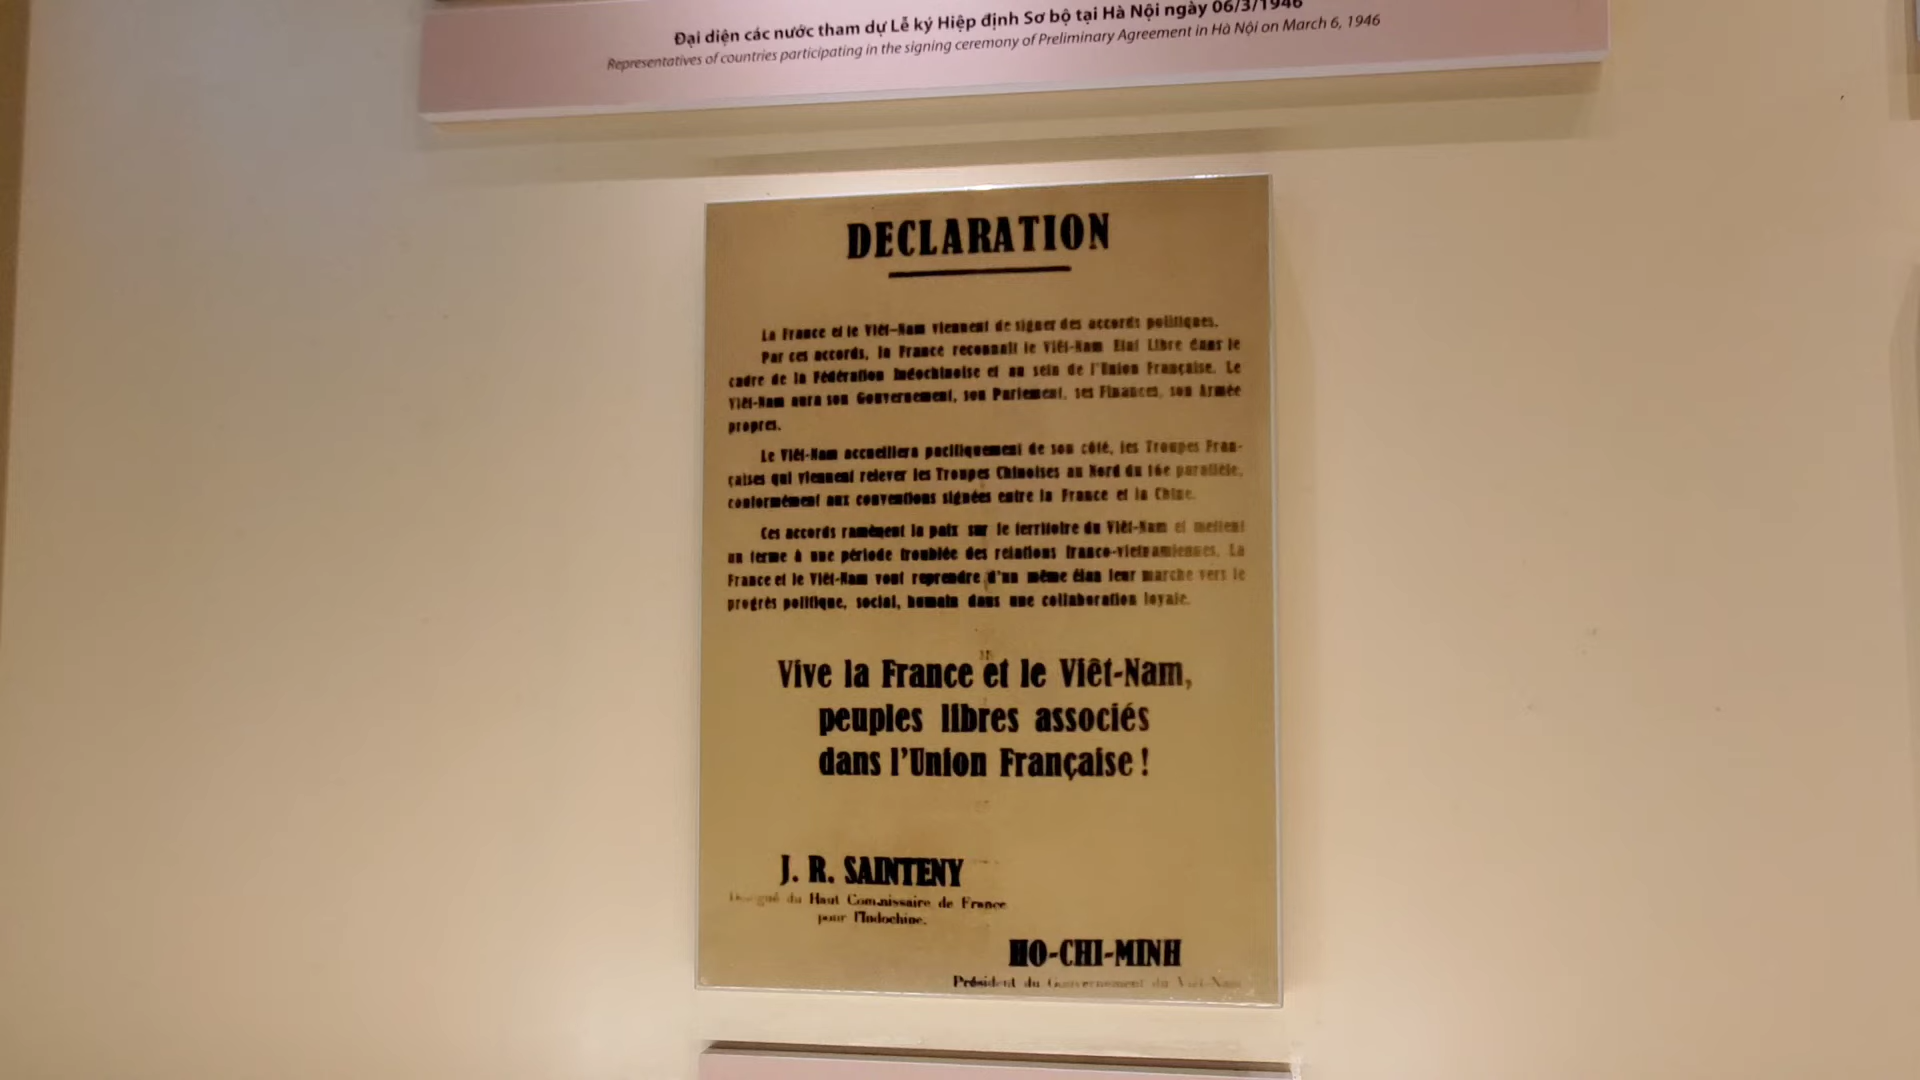 Đại diện các nước tham dự Lễ ký Hiệp định Sơ bộ tại Hà Nội ngày 06/3/1946
Representatives of countries participating in the signing ceremony of Preliminary Agreement in Hà Nội on March 6, 1946
DECLARATION
La France et le Viêt-Nam viennent de signer des accords politiques.
Par ces accords, la France reconnait le Viêt-Nam Etat Libre dans le
cadre de la Fédération Indochinoise et au sein de l'Union Française. Le
Viêt-Nam aura son Gouvernement, son Parlement, ses Finances, son Armée
propres.
Le Viêt-Nam accueillera pacifiquement de son côté, les Troupes Fran-
çaises qui viennent relever les Troupes Chinoises au Nord du 16e parallèle,
conformément aux conventions signées entre la France et la Chine.
Ces accords ramènent la paix sur le territoire du Viêt-Nam et mettent
un terme à une période troublée des relations franco-vietnamiennes. La
France et le Viêt-Nam vont reprendre d'un même élan leur marche vers le
progrès politique, social, humain dans une collaboration loyale.
Vive la France et le Viêt-Nam,
peuples libres associés
dans l'Union Française !
J. R. SAINTENY
Délégué du Haut Commissaire de France
pour l'Indochine.
HO-CHI-MINH
Président du Gouvernement du Viêt-Nam